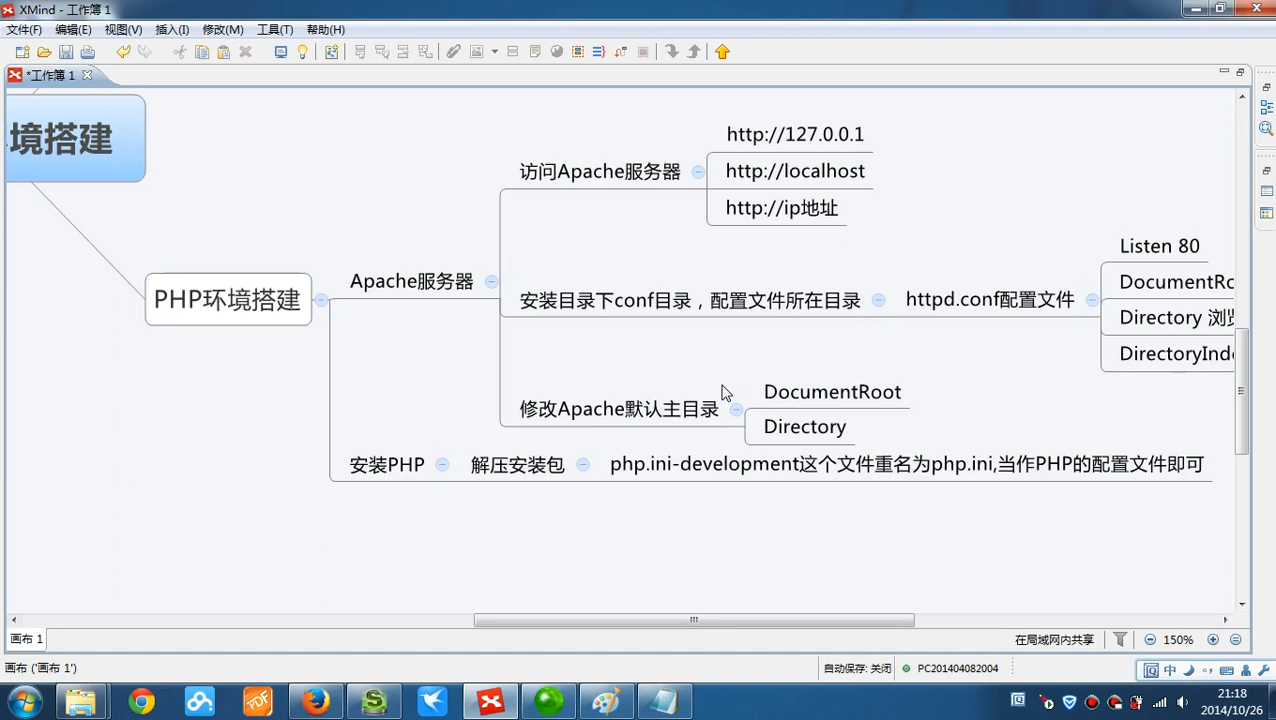 XMind - 工作簿 1
文件(F) 编辑(E) 视图(V) 插入(I) 修改(M) 工具(T) 帮助(H)
*工作簿 1
境搭建
http://127.0.0.1
访问Apache服务器
http://localhost
http://ip地址
Listen 80
Apache服务器
DocumentRo
PHP环境搭建
安装目录下conf目录，配置文件所在目录
httpd.conf配置文件
Directory 浏览
DirectoryInde
DocumentRoot
修改Apache默认主目录
Directory
安装PHP
解压安装包
php.ini-development这个文件重名为php.ini,当作PHP的配置文件即可
画布 1
在局域网内共享
150%
画布 ('画布 1')
自动保存: 关闭
PC201404082004
中
PDF
21:18
2014/10/26